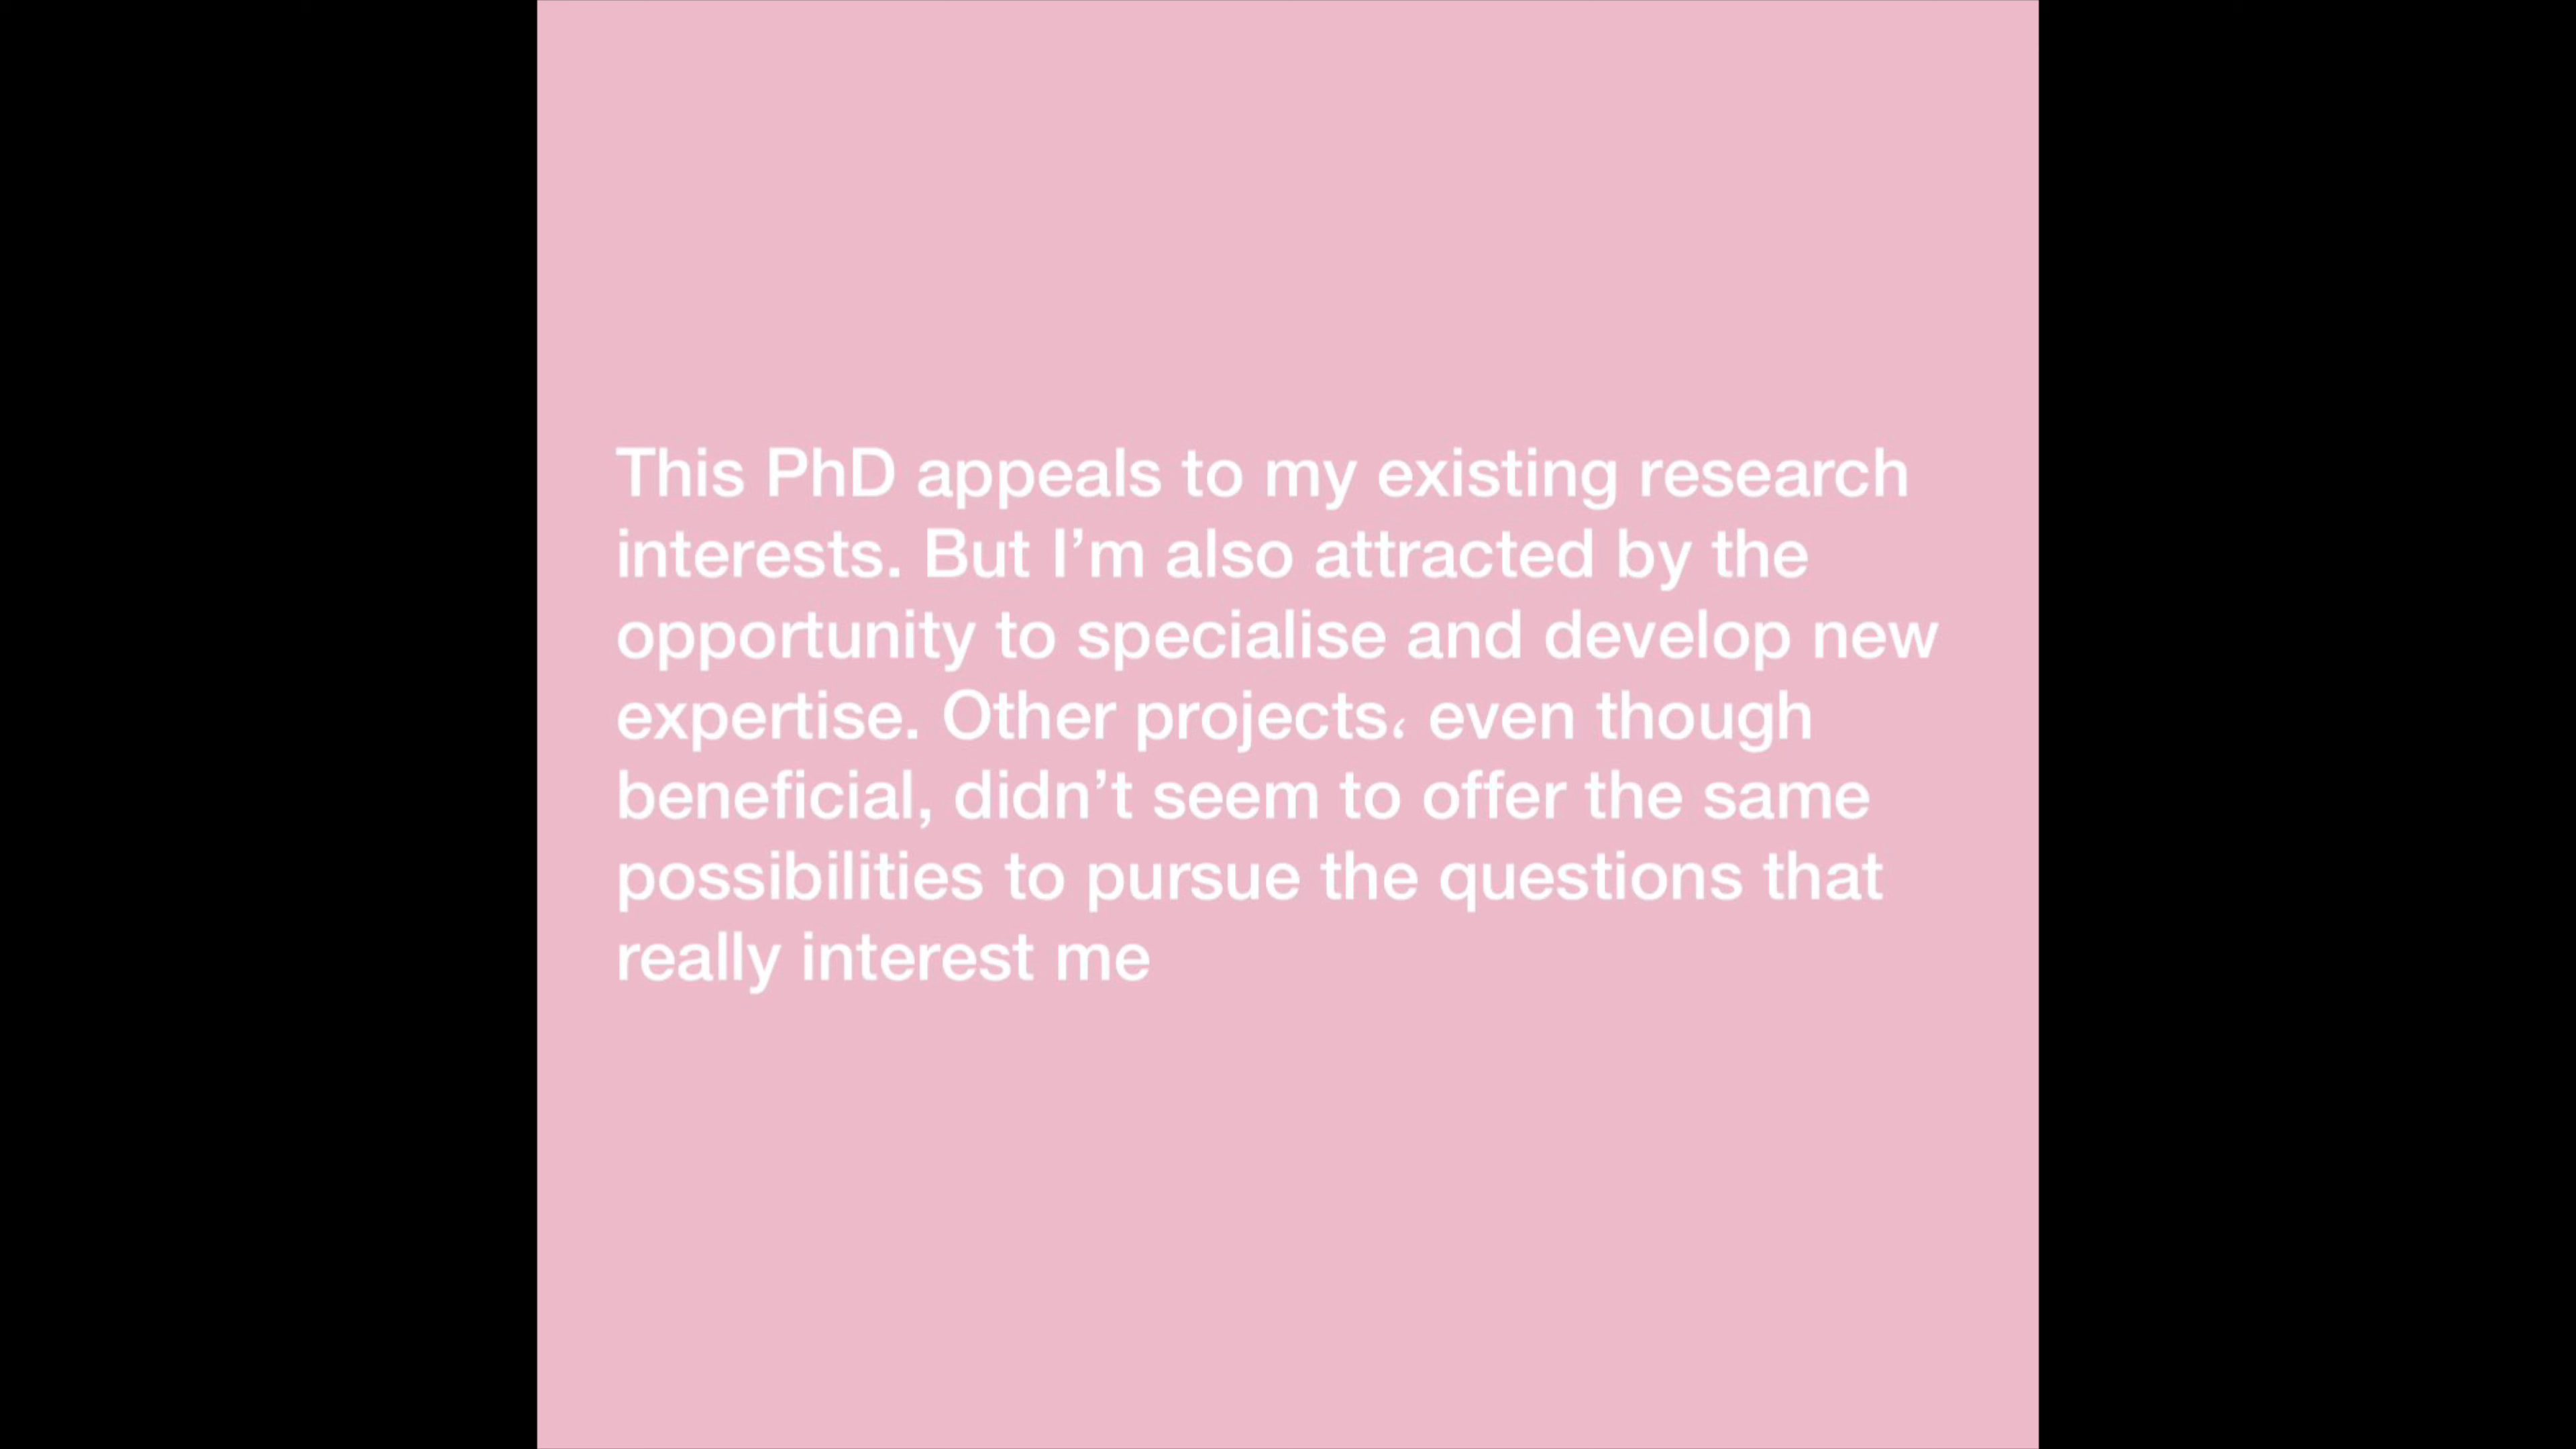 This PhD appeals to my existing research
interests. But I’m also attracted by the
opportunity to specialise and develop new
expertise. Other projects، even though
beneficial, didn’t seem to offer the same
possibilities to pursue the questions that
really interest me